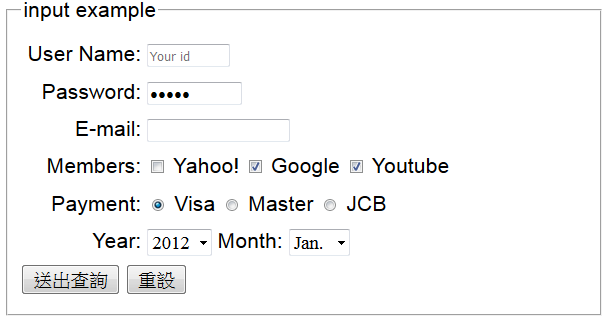 input example
User Name: Your id
Password: •••••
E-mail:
Members: Yahoo! Google Youtube
Payment: Visa Master JCB
Year: 2012 Month: Jan.
送出查詢 重設